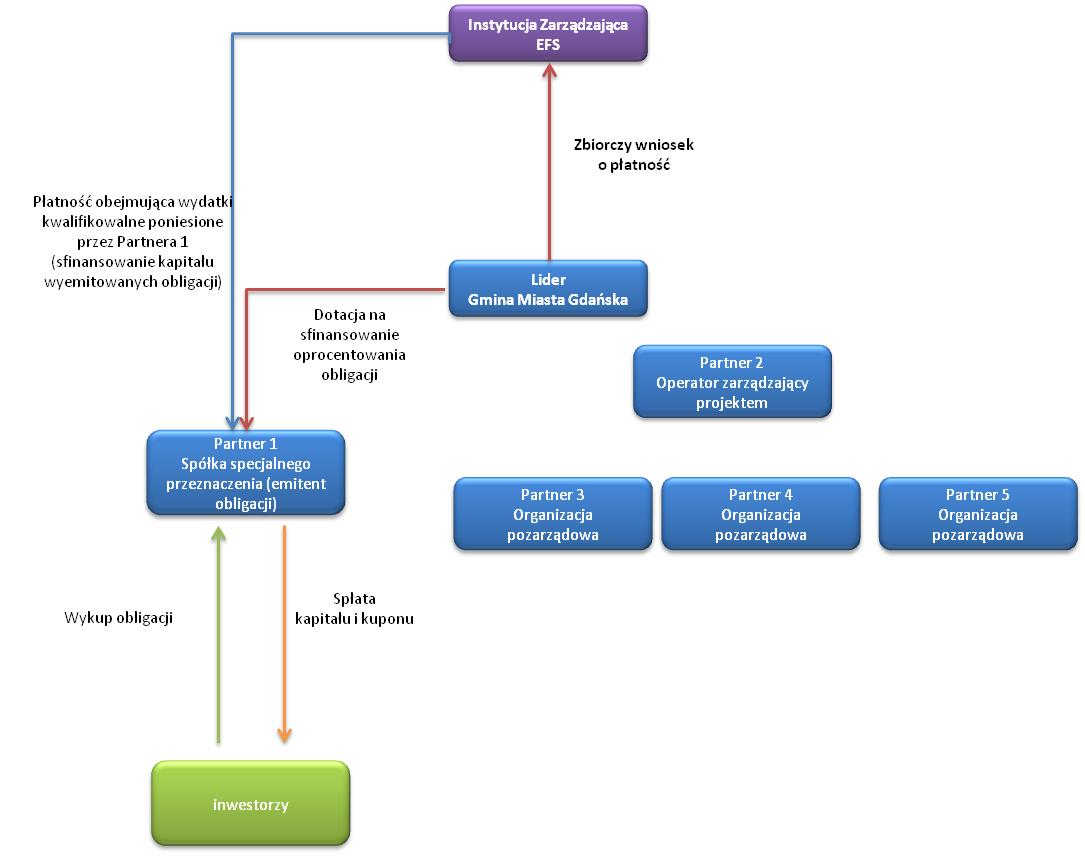 Instytucja Zarządzająca
EFS
Zbiorczy wniosek
o płatność
Płatność obejmująca wydatki
kwalifikowalne poniesione
przez Partnera 1
(sfinansowanie kapitału
wyemitowanych obligacji)
Lider
Gmina Miasta Gdańska
Dotacja na
sfinansowanie
oprocentowania
obligacji
Partner 2
Operator zarządzający
projektem
Partner 1
Spółka specjalnego
przeznaczenia (emitent
obligacji)
Partner 3
Organizacja
pozarządowa
Partner 4
Organizacja
pozarządowa
Partner 5
Organizacja
pozarządowa
Wykup obligacji
Spłata
kapitału i kuponu
inwestorzy